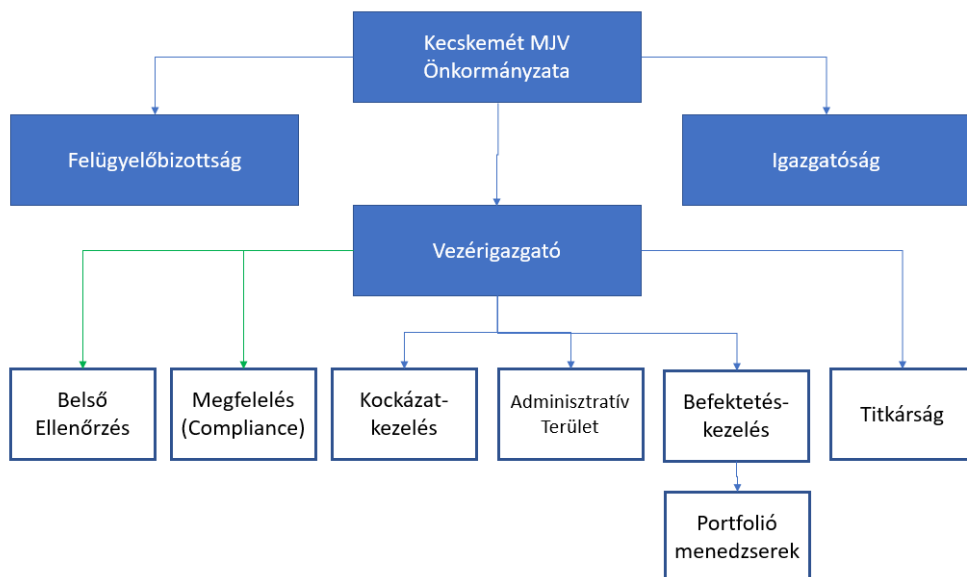 Kecskemét MJV
Önkormányzata
Felügyelőbizottság
Igazgatóság
Vezérigazgató
Belső
Ellenőrzés
Megfelelés
(Compliance)
Kockázat-
kezelés
Adminisztratív
Terület
Befektetés-
kezelés
Titkárság
Portfolió
menedzserek